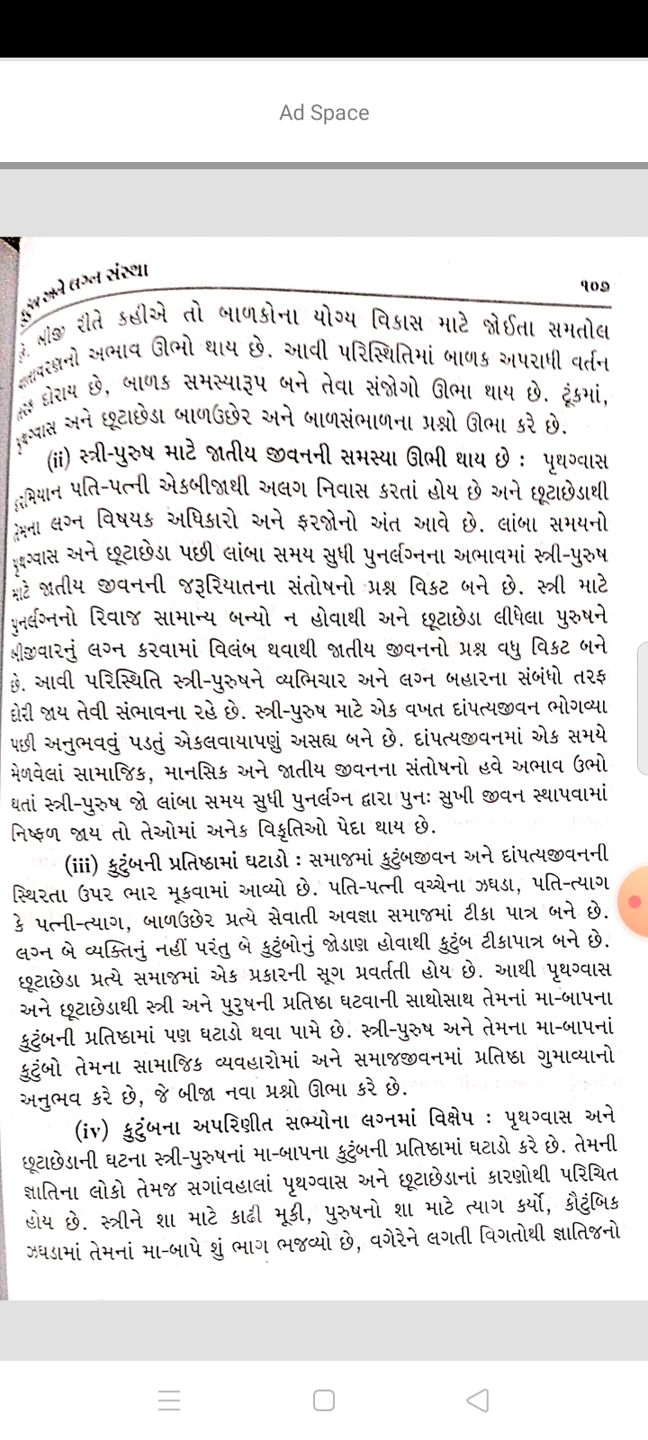 Ad Space
કુટુંબ અને લગ્ન સંસ્થા
૧૦૭
છે. બીજી રીતે કહીએ તો બાળકોના યોગ્ય વિકાસ માટે જોઈતા સમતોલ
વાતાવરણનો અભાવ ઊભો થાય છે. આવી પરિસ્થિતિમાં બાળક અપરાધી વર્તન
તરફ દોરાય છે, બાળક સમસ્યારૂપ બને તેવા સંજોગો ઊભા થાય છે. ટૂંકમાં,
પૃથગ્વાસ અને છૂટાછેડા બાળઉછેર અને બાળસંભાળના પ્રશ્નો ઊભા કરે છે.
(ii) સ્ત્રી-પુરુષ માટે જાતીય જીવનની સમસ્યા ઊભી થાય છે : પૃથગ્વાસ
દરમિયાન પતિ-પત્ની એકબીજાથી અલગ નિવાસ કરતાં હોય છે અને છૂટાછેડાથી
તેમના લગ્ન વિષયક અધિકારો અને ફરજોનો અંત આવે છે. લાંબા સમયનો
પૃથગ્વાસ અને છૂટાછેડા પછી લાંબા સમય સુધી પુનર્લગ્નના અભાવમાં સ્ત્રી-પુરુષ
માટે જાતીય જીવનની જરૂરિયાતના સંતોષનો પ્રશ્ન વિકટ બને છે. સ્ત્રી માટે
પુનર્લગ્નનો રિવાજ સામાન્ય બન્યો ન હોવાથી અને છૂટાછેડા લીધેલા પુરુષને
બીજીવારનું લગ્ન કરવામાં વિલંબ થવાથી જાતીય જીવનનો પ્રશ્ન વધુ વિકટ બને
છે. આવી પરિસ્થિતિ સ્ત્રી-પુરુષને વ્યભિચાર અને લગ્ન બહારના સંબંધો તરફ
દોરી જાય તેવી સંભાવના રહે છે. સ્ત્રી-પુરુષ માટે એક વખત દાંપત્યજીવન ભોગવ્યા
પછી અનુભવવું પડતું એકલવાયાપણું અસહ્ય બને છે. દાંપત્યજીવનમાં એક સમયે
મેળવેલાં સામાજિક, માનસિક અને જાતીય જીવનના સંતોષનો હવે અભાવ ઉભો
થતાં સ્ત્રી-પુરુષ જો લાંબા સમય સુધી પુનર્લગ્ન દ્વારા પુનઃ સુખી જીવન સ્થાપવામાં
નિષ્ફળ જાય તો તેઓમાં અનેક વિકૃતિઓ પેદા થાય છે.
(iii) કુટુંબની પ્રતિષ્ઠામાં ઘટાડો : સમાજમાં કુટુંબજીવન અને દાંપત્યજીવનની
સ્થિરતા ઉપર ભાર મૂકવામાં આવ્યો છે. પતિ-પત્ની વચ્ચેના ઝઘડા, પતિ-ત્યાગ
કે પત્ની-ત્યાગ, બાળઉછેર પ્રત્યે સેવાતી અવજ્ઞા સમાજમાં ટીકા પાત્ર બને છે.
લગ્ન બે વ્યક્તિનું નહીં પરંતુ બે કુટુંબોનું જોડાણ હોવાથી કુટુંબ ટીકાપાત્ર બને છે.
છૂટાછેડા પ્રત્યે સમાજમાં એક પ્રકારની સૂગ પ્રવર્તતી હોય છે. આથી પૃથગ્વાસ
અને છૂટાછેડાથી સ્ત્રી અને પુરુષની પ્રતિષ્ઠા ઘટવાની સાથોસાથ તેમનાં મા-બાપના
કુટુંબની પ્રતિષ્ઠામાં પણ ઘટાડો થવા પામે છે. સ્ત્રી-પુરુષ અને તેમના મા-બાપનાં
કુટુંબો તેમના સામાજિક વ્યવહારોમાં અને સમાજજીવનમાં પ્રતિષ્ઠા ગુમાવ્યાનો
અનુભવ કરે છે, જે બીજા નવા પ્રશ્નો ઊભા કરે છે.
(iv) કુટુંબના અપરિણીત સભ્યોના લગ્નમાં વિક્ષેપ : પૃથગ્વાસ અને
છૂટાછેડાની ઘટના સ્ત્રી-પુરુષનાં મા-બાપના કુટુંબની પ્રતિષ્ઠામાં ઘટાડો કરે છે. તેમની
જ્ઞાતિના લોકો તેમજ સગાંવહાલાં પૃથગ્વાસ અને છૂટાછેડાનાં કારણોથી પરિચિત
હોય છે. સ્ત્રીને શા માટે કાઢી મૂકી, પુરુષનો શા માટે ત્યાગ કર્યો, કૌટુંબિક
ઝઘડામાં તેમનાં મા-બાપે શું ભાગ ભજવ્યો છે, વગેરેને લગતી વિગતોથી જ્ઞાતિજનો